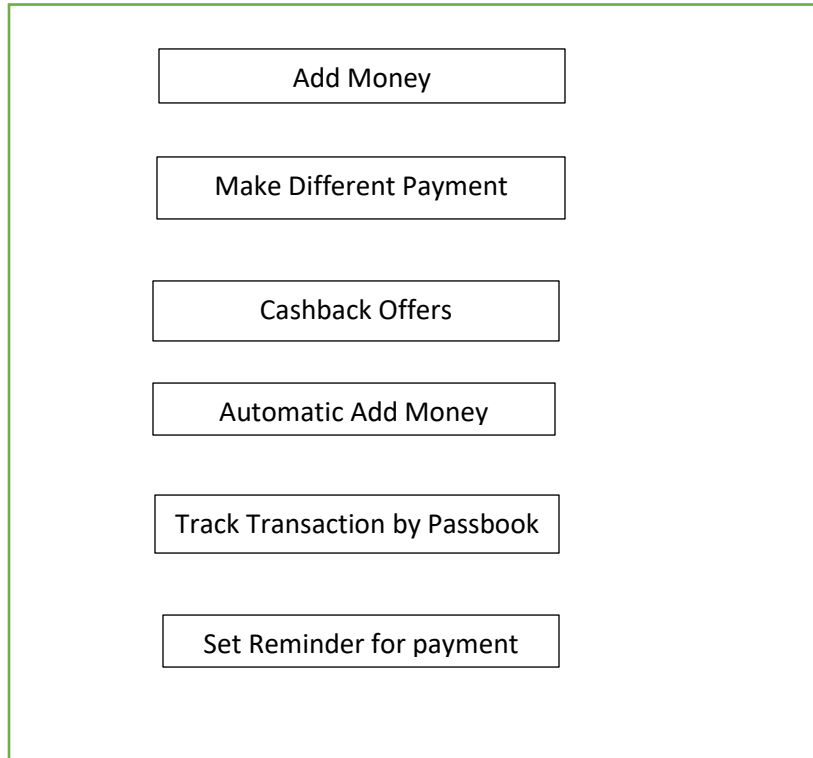 Add Money
Make Different Payment
Cashback Offers
Automatic Add Money
Track Transaction by Passbook
Set Reminder for payment